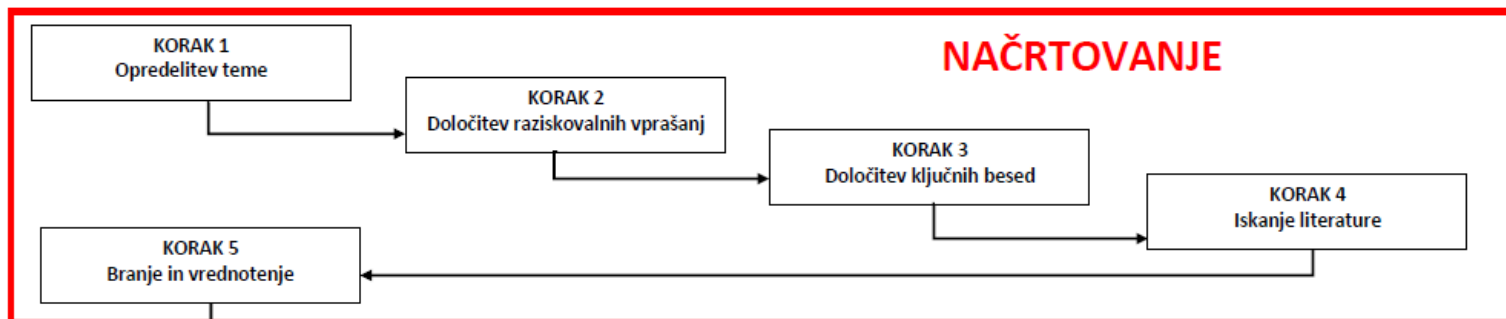 NAČRTOVANJE
KORAK 1
Opredelitev teme
KORAK 2
Določitev raziskovalnih vprašanj
KORAK 3
Določitev ključnih besed
KORAK 4
Iskanje literature
KORAK 5
Branje in vrednotenje